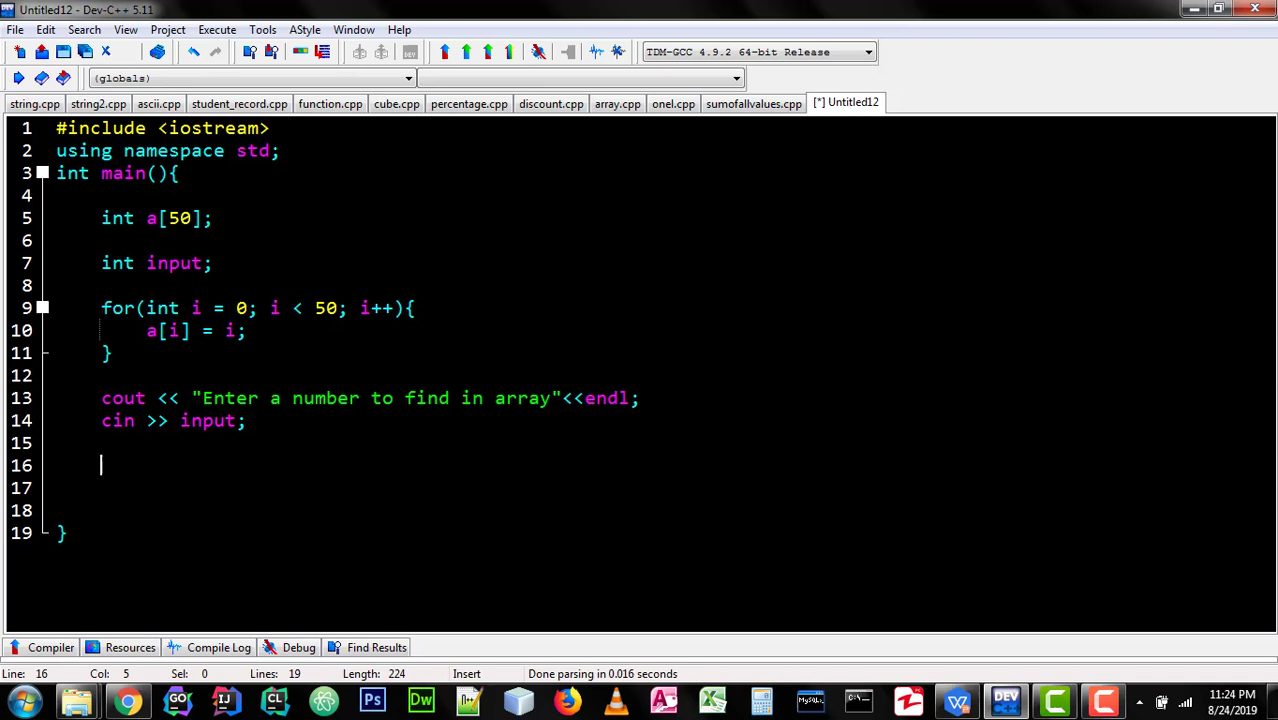 Untitled12 - Dev-C++ 5.11
File Edit Search View Project Execute Tools AStyle Window Help
TDM-GCC 4.9.2 64-bit Release
(globals)
string.cpp string2.cpp ascii.cpp student_record.cpp function.cpp cube.cpp percentage.cpp discount.cpp array.cpp onel.cpp sumofallvalues.cpp [*] Untitled12
1 #include <iostream>
2 using namespace std;
3 int main(){
4
5 int a[50];
6
7 int input;
8
9 for(int i = 0; i < 50; i++){
10 a[i] = i;
11 }
12
13 cout << "Enter a number to find in array"<<endl;
14 cin >> input;
15
16
17
18
19 }
Compiler Resources Compile Log Debug Find Results
Line: 16 Col: 5 Sel: 0 Lines: 19 Length: 224 Insert Done parsing in 0.016 seconds
11:24 PM
8/24/2019